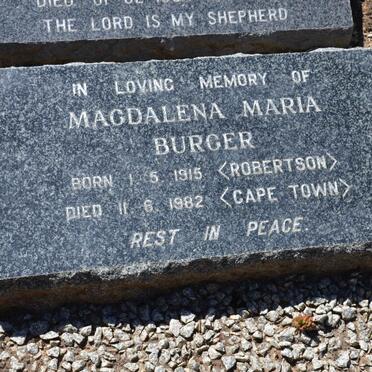 THE LORD IS MY SHEPHERD
IN LOVING MEMORY OF
MAGDALENA MARIA
BURGER
BORN 1.5.1915 <ROBERTSON>
DIED 11.6.1982 <CAPE TOWN>
REST IN PEACE.